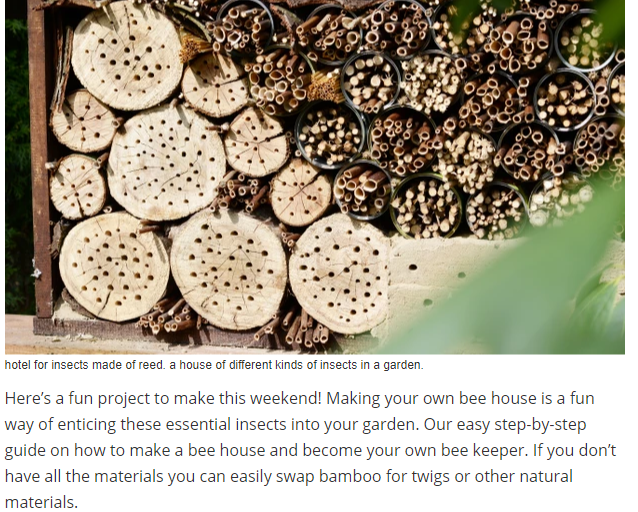 hotel for insects made of reed. a house of different kinds of insects in a garden.
Here’s a fun project to make this weekend! Making your own bee house is a fun
way of enticing these essential insects into your garden. Our easy step-by-step
guide on how to make a bee house and become your own bee keeper. If you don’t
have all the materials you can easily swap bamboo for twigs or other natural
materials.